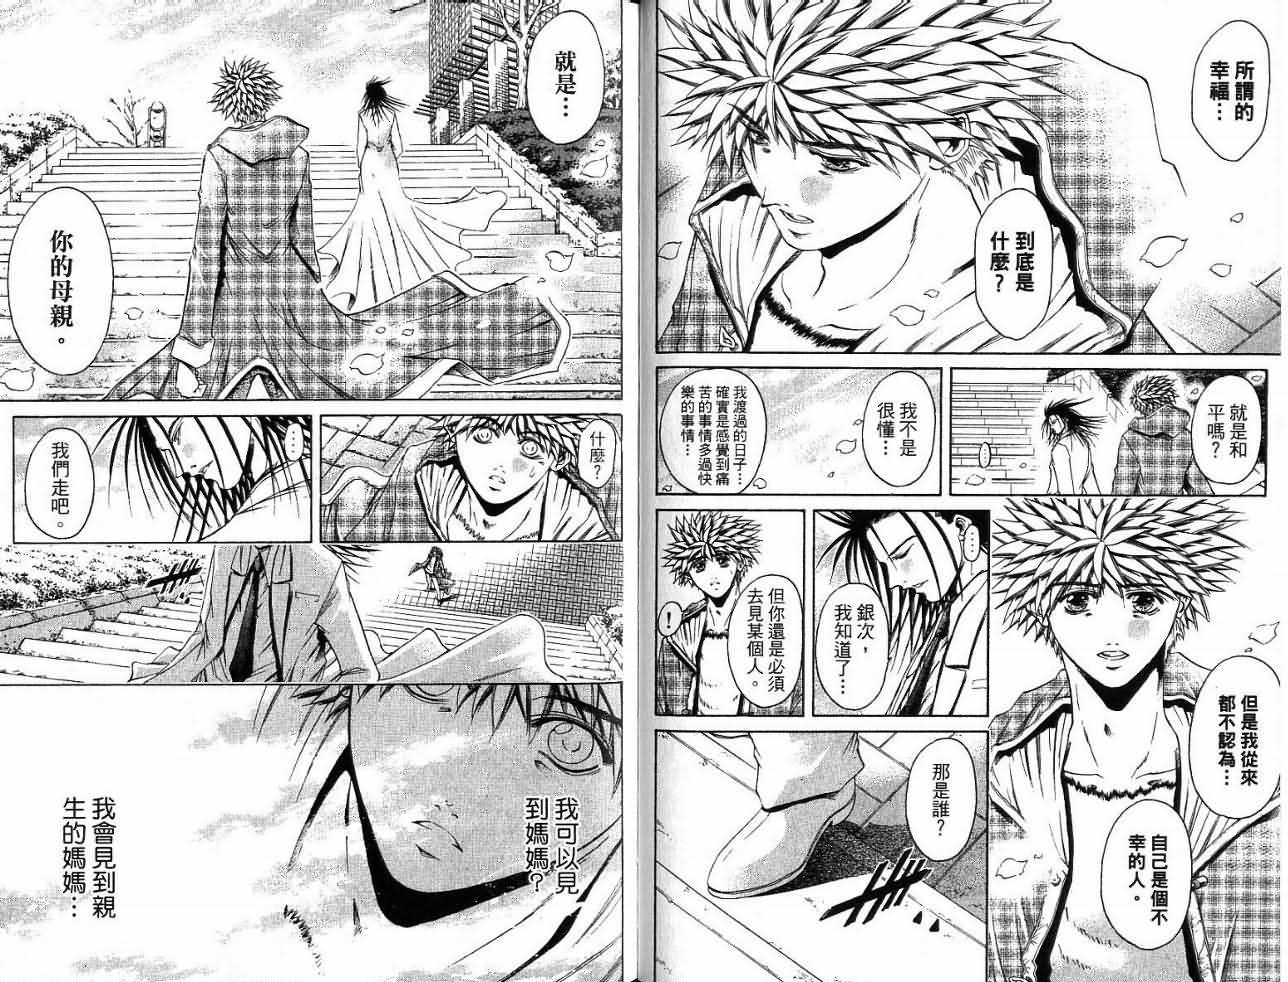 所謂的
幸福…
到底是
什麼？
就是和
平嗎？
…
我不是
很懂…
我渡過的日子…
確實是感覺到痛
苦的事情多過快
樂的事情…
但是我從來
都不認為…
自己是個不
幸的人。
…
銀次，
我知道了…
但你還是必須
去見某個人。
！
那是誰？
就是…
你的母親。
什麼？
…
我們走吧。
我可以見
到媽媽？
我會見到親
生的媽媽…